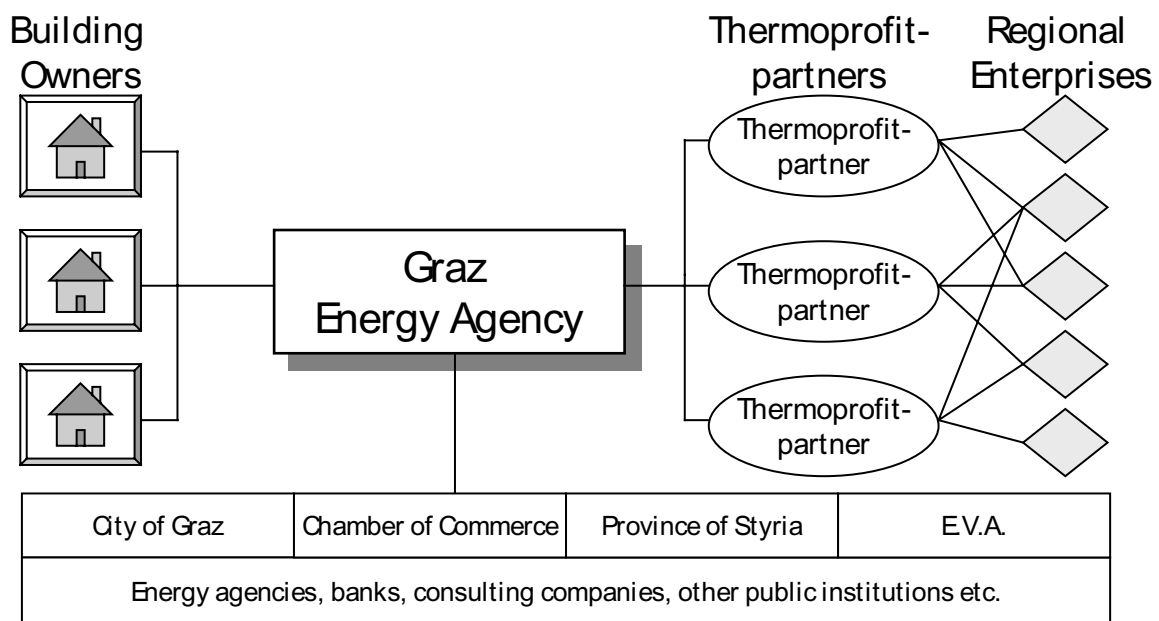 Building
Owners
Thermoprofit-
partners
Regional
Enterprises
Thermoprofit-
partner
Graz
Energy Agency
Thermoprofit-
partner
Thermoprofit-
partner
City of Graz
Chamber of Commerce
Province of Styria
E.V.A.
Energy agencies, banks, consulting companies, other public institutions etc.